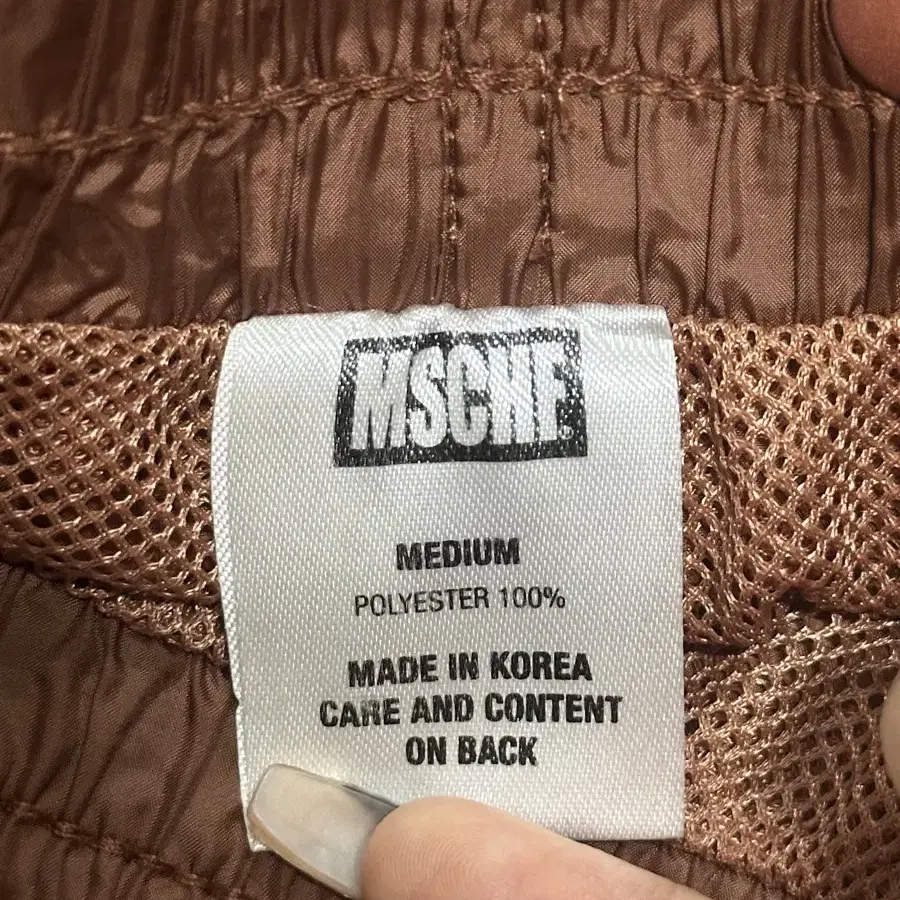 MSCHF
MEDIUM
POLYESTER 100%
MADE IN KOREA
CARE AND CONTENT
ON BACK